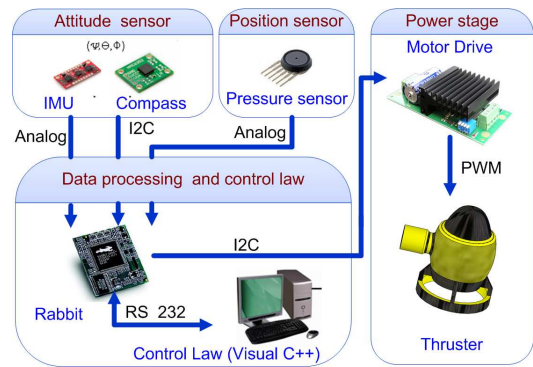 Attitude sensor
Position sensor
Power stage
(Ψ,Θ,Φ)
Motor Drive
IMU
Compass
Pressure sensor
Analog
I2C
Analog
PWM
Data processing and control law
I2C
Rabbit
RS 232
Control Law (Visual C++)
Thruster